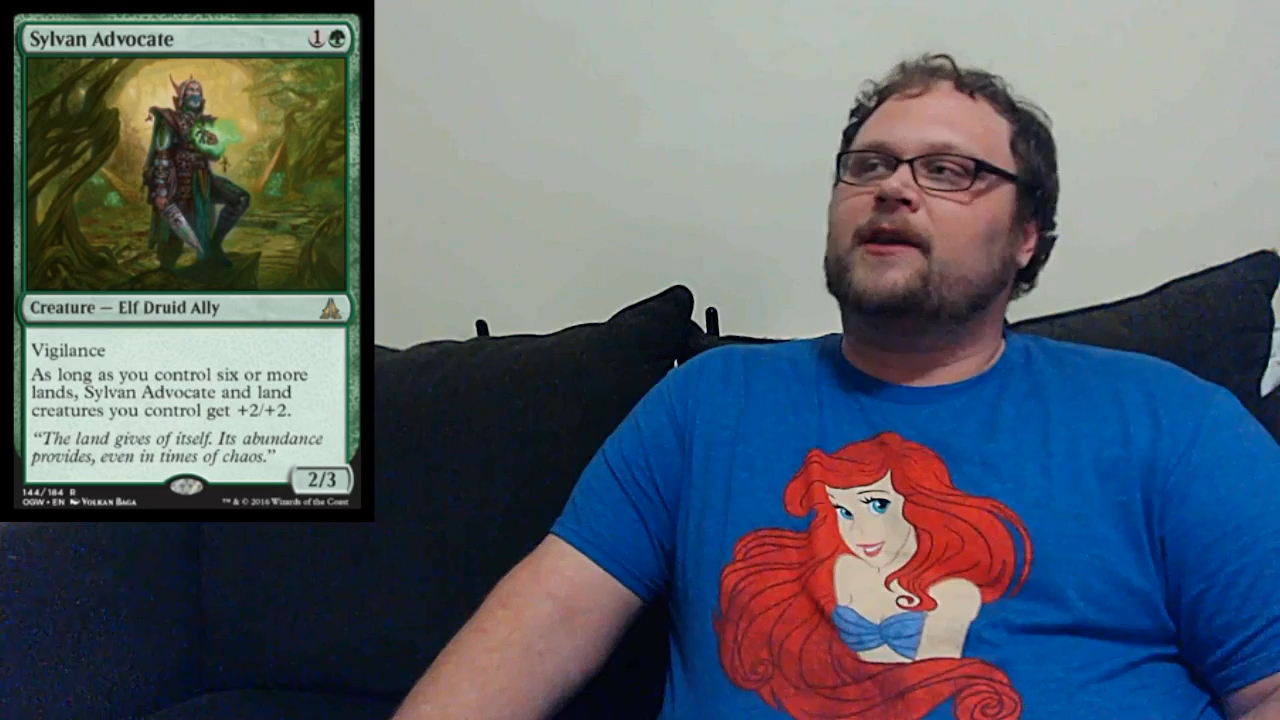 Sylvan Advocate 1
Creature — Elf Druid Ally
Vigilance
As long as you control six or more
lands, Sylvan Advocate and land
creatures you control get +2/+2.
“The land gives of itself. Its abundance
provides, even in times of chaos.”
2/3
144/184 R
OGW • EN Volkan Baga
™ & © 2016 Wizards of the Coast